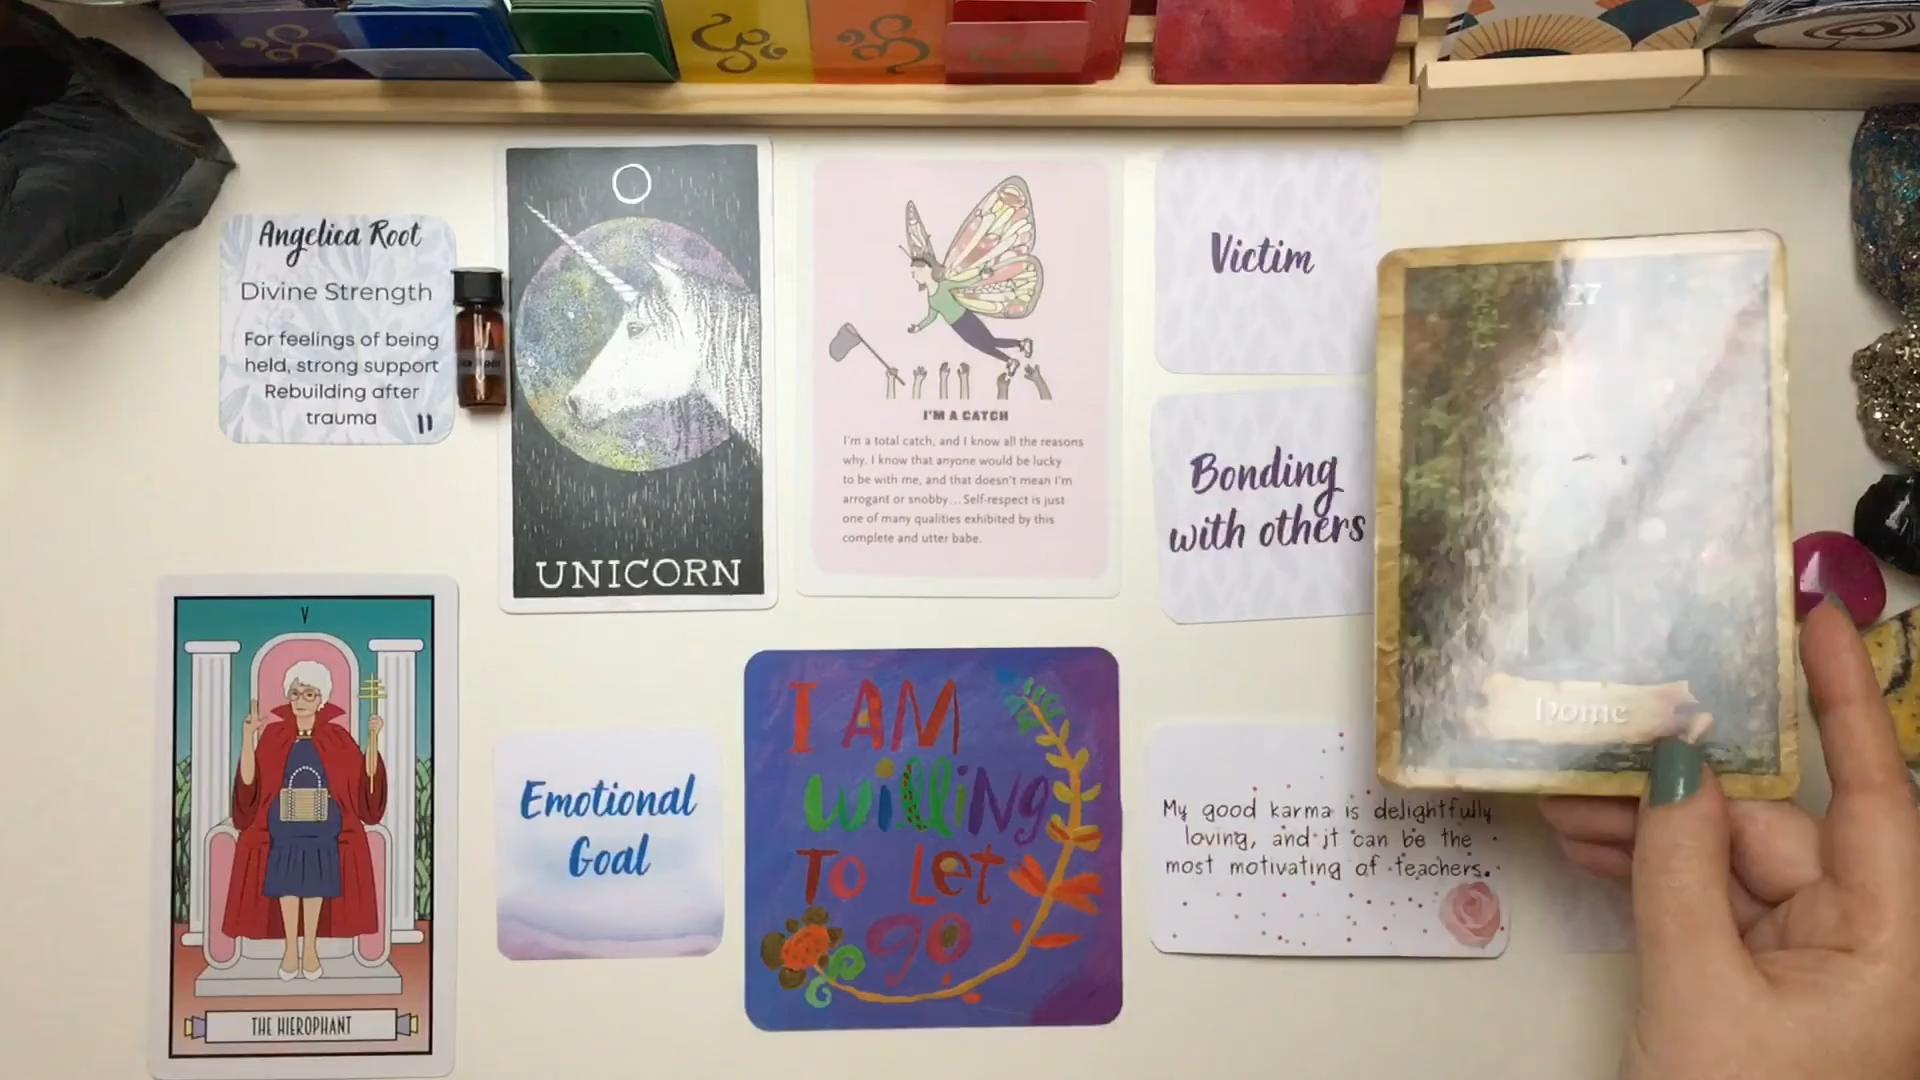 Angelica Root
Divine Strength
For feelings of being
held, strong support
Rebuilding after
trauma
11
UNICORN
I'M A CATCH
I'm a total catch, and I know all the reasons
why. I know that anyone would be lucky
to be with me, and that doesn't mean I'm
arrogant or snobby... Self-respect is just
one of many qualities exhibited by this
complete and utter babe.
Victim
Bonding
with others
27
Home
V
THE HIEROPHANT
Emotional
Goal
I AM
williNg
To Let
go
My good karma is delightfully
loving, and it can be the
most motivating of teachers.